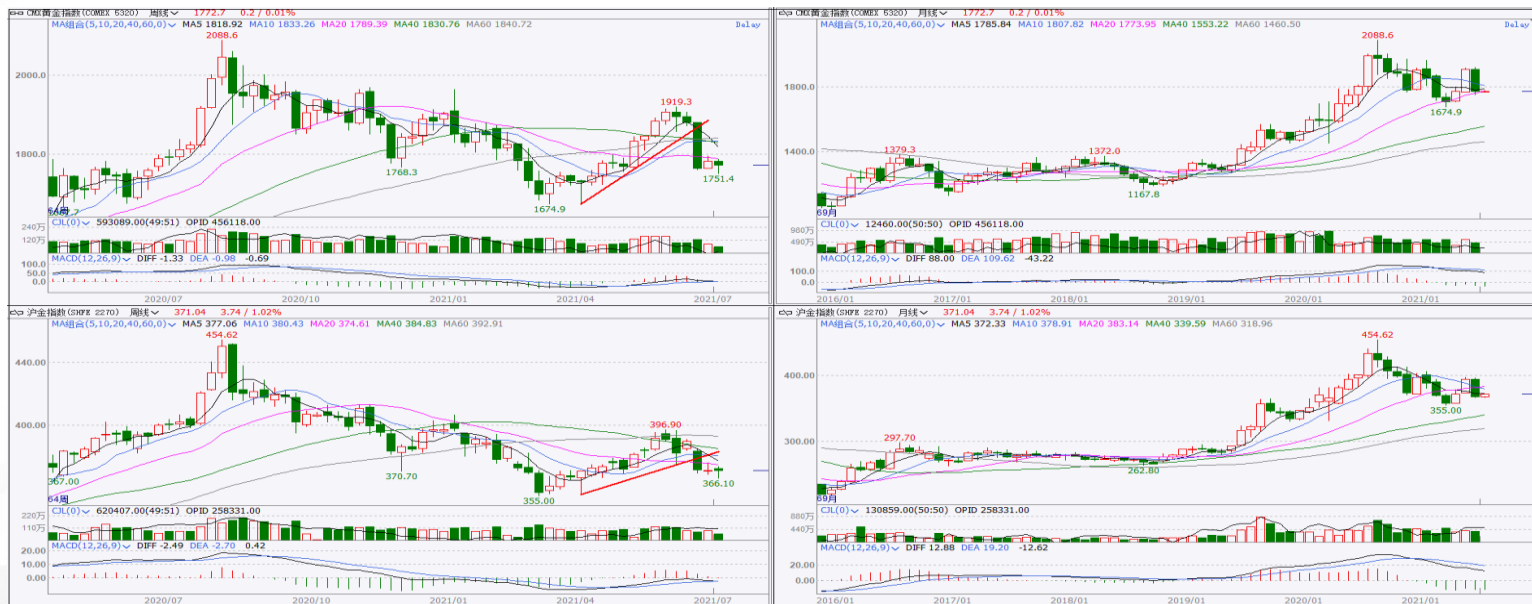 CMX黄金指数(COMEX 5320) 周线 1772.7 0.2 / 0.01%
MA组合(5,10,20,40,60,0) MA5 1818.92 MA10 1833.26 MA20 1789.39 MA40 1830.76 MA60 1840.72 Delay
2088.6
2000.0
1919.3
1800.0
1768.3
1751.4
1674.9
64周
CJL(0) 593089.00(49:51) OPID 456118.00
240万
120万
MACD(12,26,9) DIFF -1.33 DEA -0.98 -0.69
100.0
50.0
0.0
2020/07 2020/10 2021/01 2021/04 2021/07
CMX黄金指数(COMEX 5320) 月线 1772.7 0.2 / 0.01%
MA组合(5,10,20,40,60,0) MA5 1785.84 MA10 1807.82 MA20 1773.95 MA40 1553.22 MA60 1460.50 Delay
2088.6
1800.0
1674.9
1400.0
1379.3
1372.0
1167.8
69月
CJL(0) 12460.00(50:50) OPID 456118.00
980万
490万
MACD(12,26,9) DIFF 88.00 DEA 109.62 -43.22
100.0
0.0
2016/01 2017/01 2018/01 2019/01 2020/01 2021/01
沪金指数(SHFE 2270) 周线 371.04 3.74 / 1.02%
MA组合(5,10,20,40,60,0) MA5 377.06 MA10 380.43 MA20 374.61 MA40 384.83 MA60 392.91
454.62
440.00
400.00
396.90
370.70
367.00
366.10
355.00
64周
CJL(0) 620407.00(49:51) OPID 258331.00
220万
110万
MACD(12,26,9) DIFF -2.49 DEA -2.70 0.42
20.00
10.00
0.00
2020/07 2020/10 2021/01 2021/04 2021/07
沪金指数(SHFE 2270) 月线 371.04 3.74 / 1.02%
MA组合(5,10,20,40,60,0) MA5 372.33 MA10 378.91 MA20 383.14 MA40 339.59 MA60 318.96
454.62
400.00
355.00
300.00
297.70
262.80
69月
CJL(0) 130859.00(50:50) OPID 258331.00
880万
440万
MACD(12,26,9) DIFF 12.88 DEA 19.20 -12.62
20.00
0.00
2016/01 2017/01 2018/01 2019/01 2020/01 2021/01